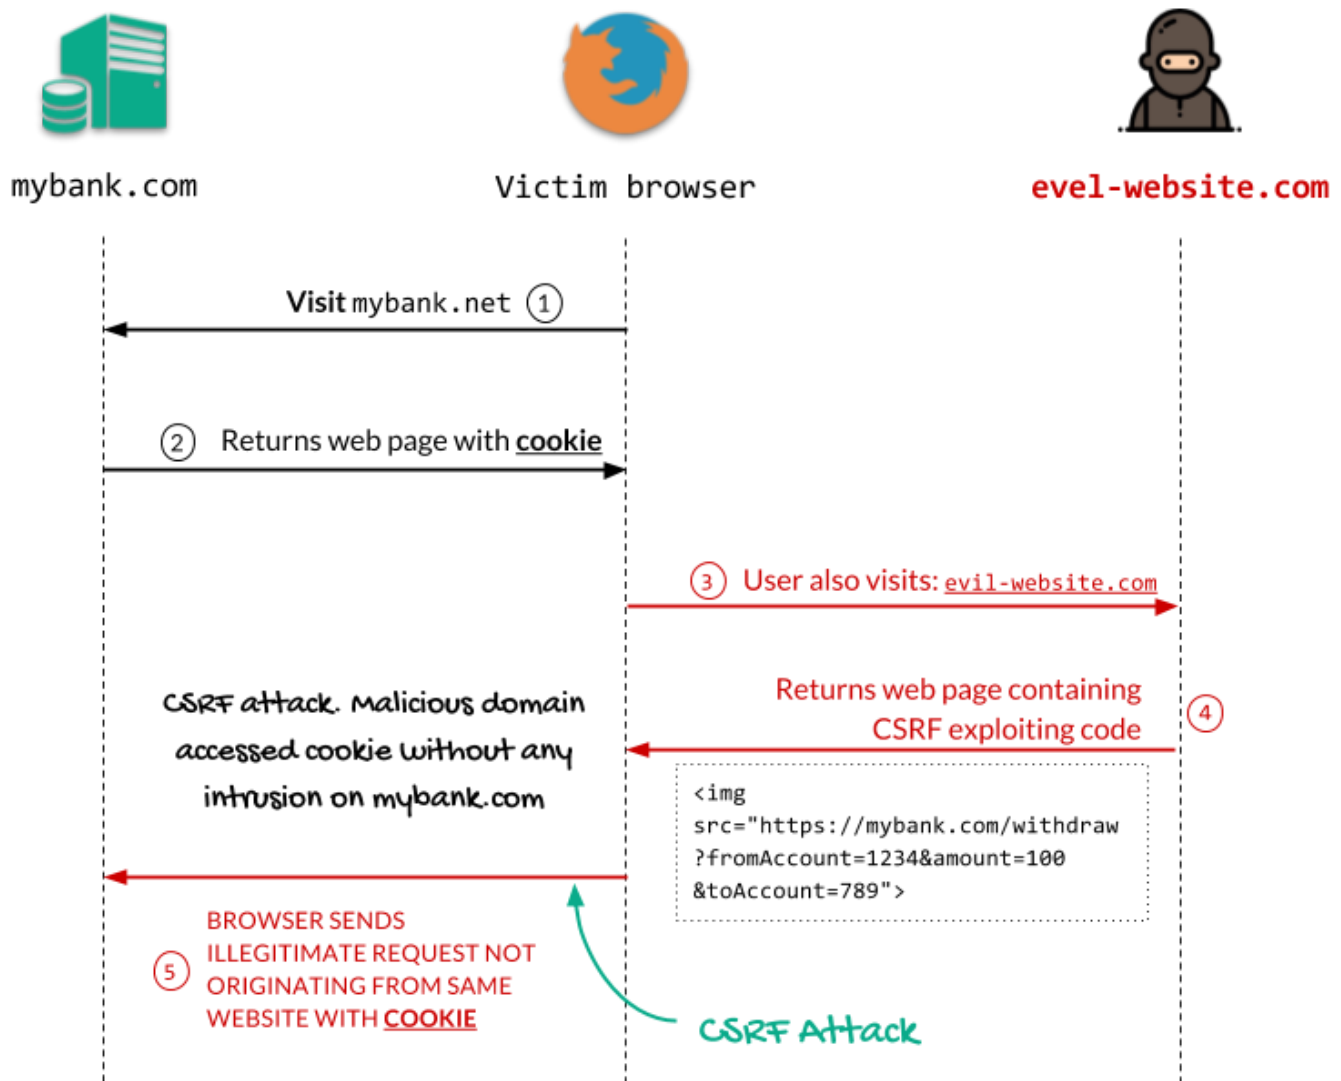 mybank.com
Victim browser
evel-website.com
Visit mybank.net 1
2 Returns web page with cookie
3 User also visits: evil-website.com
Returns web page containing
CSRF exploiting code
4
CSRF attack. Malicious domain
accessed cookie without any
intrusion on mybank.com
<img
src="https://mybank.com/withdraw
?fromAccount=1234&amount=100
&toAccount=789">
5
BROWSER SENDS
ILLEGITIMATE REQUEST NOT
ORIGINATING FROM SAME
WEBSITE WITH COOKIE
CSRF Attack